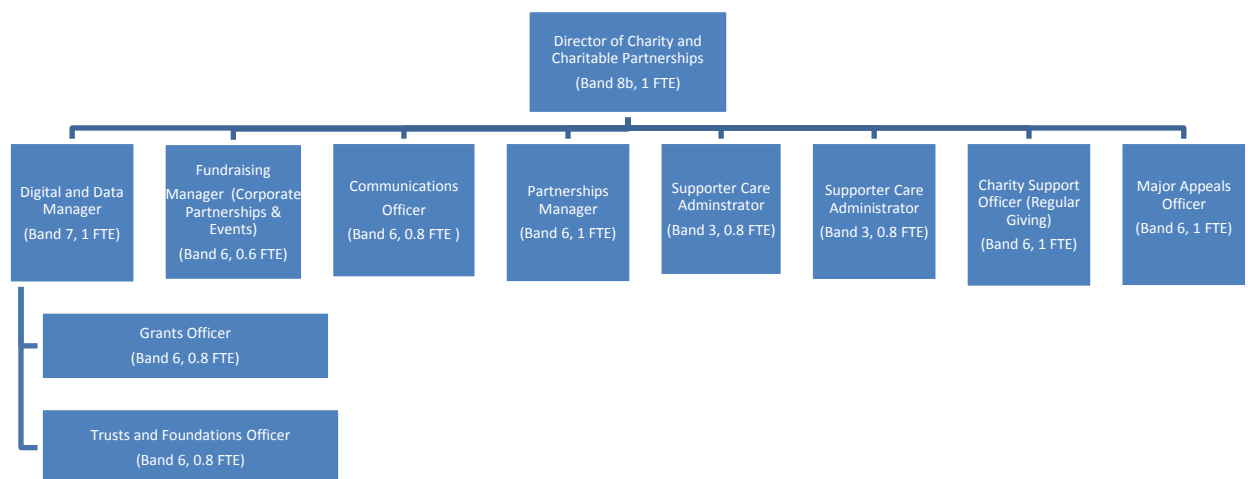 Director of Charity and
Charitable Partnerships
(Band 8b, 1 FTE)
Digital and Data
Manager
(Band 7, 1 FTE)
Fundraising
Manager (Corporate
Partnerships &
Events)
(Band 6, 0.6 FTE)
Communications
Officer
(Band 6, 0.8 FTE )
Partnerships
Manager
(Band 6, 1 FTE)
Supporter Care
Adminstrator
(Band 3, 0.8 FTE)
Supporter Care
Administrator
(Band 3, 0.8 FTE)
Charity Support
Officer (Regular
Giving)
(Band 6, 1 FTE)
Major Appeals
Officer
(Band 6, 1 FTE)
Grants Officer
(Band 6, 0.8 FTE)
Trusts and Foundations Officer
(Band 6, 0.8 FTE)